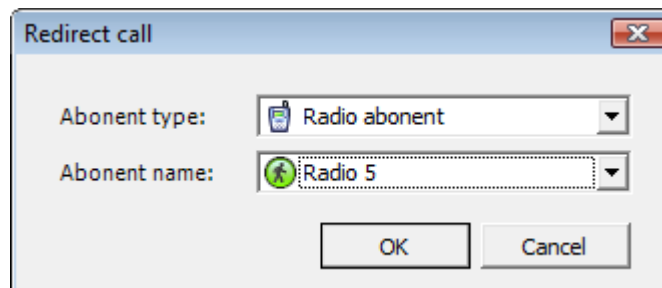 Redirect call
Abonent type: Radio abonent
Abonent name: Radio 5
OK Cancel